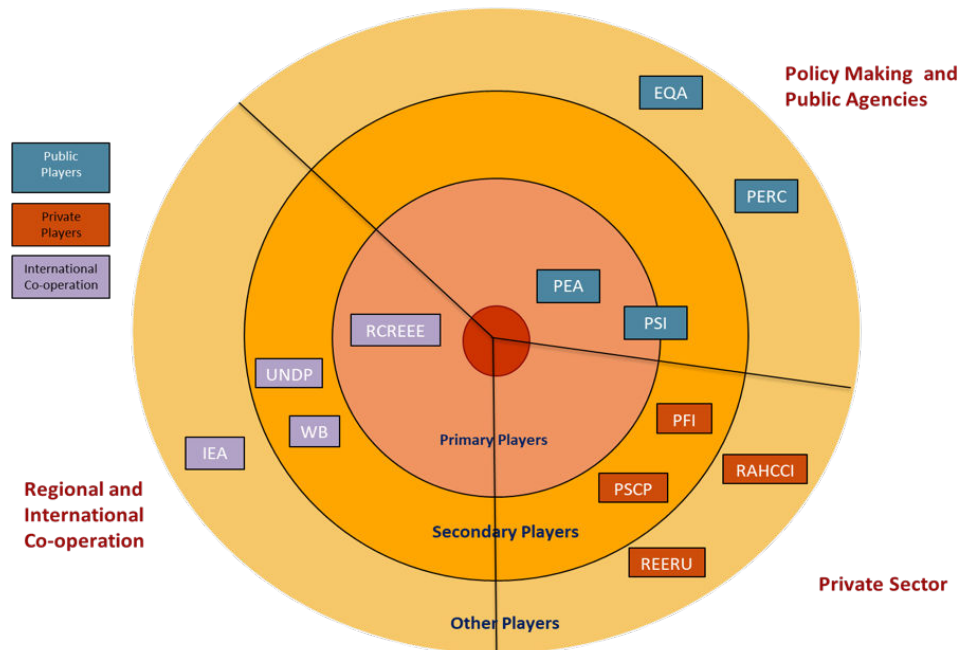 Policy Making and
Public Agencies
EQA
Public
Players
PERC
Private
Players
International
Co-operation
PEA
PSI
RCREEE
UNDP
WB
IEA
PFI
Primary Players
RAHCCI
PSCP
Regional and
International
Co-operation
Secondary Players
REERU
Private Sector
Other Players